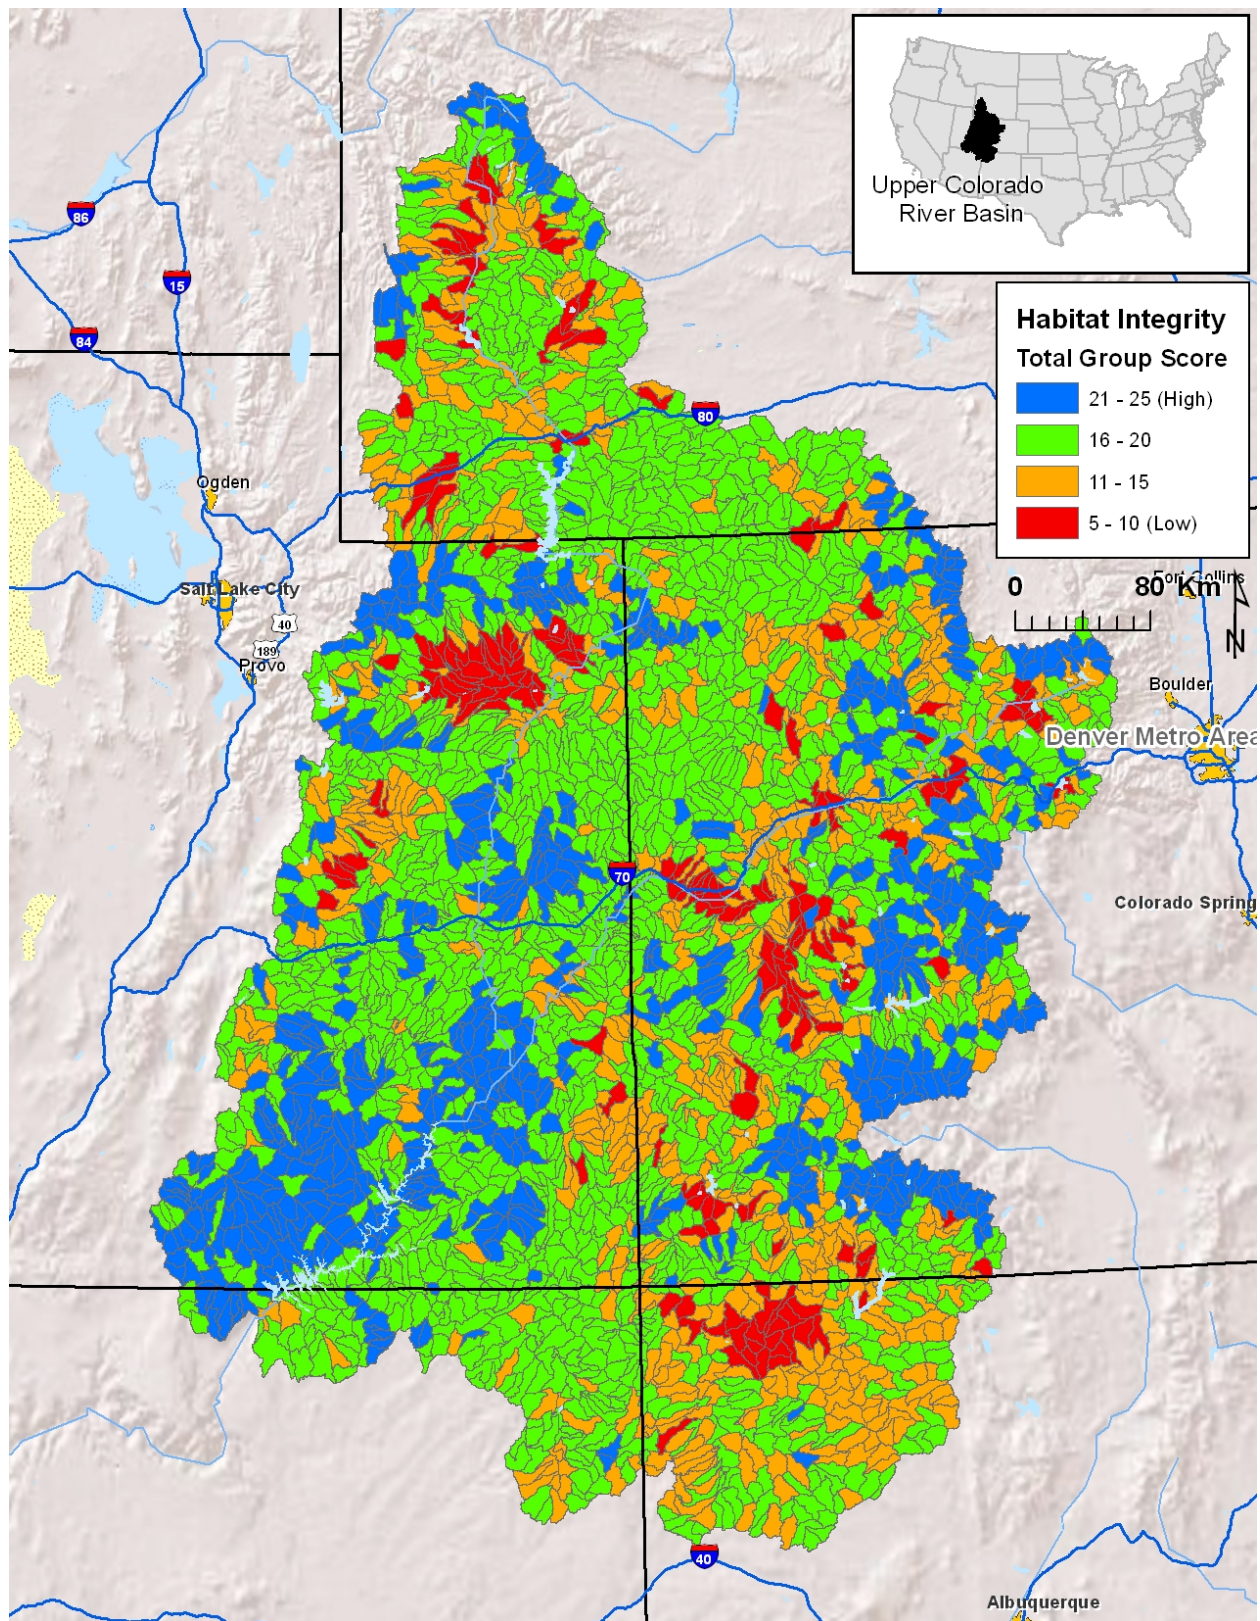 Upper Colorado
River Basin
86
15
84
Habitat Integrity
Total Group Score
21 - 25 (High)
16 - 20
11 - 15
5 - 10 (Low)
80
Ogden
0 80 Km
Fort Collins
N
Salt Lake City
40
189
Provo
Boulder
Denver Metro Area
70
Colorado Spring
40
Albuquerque